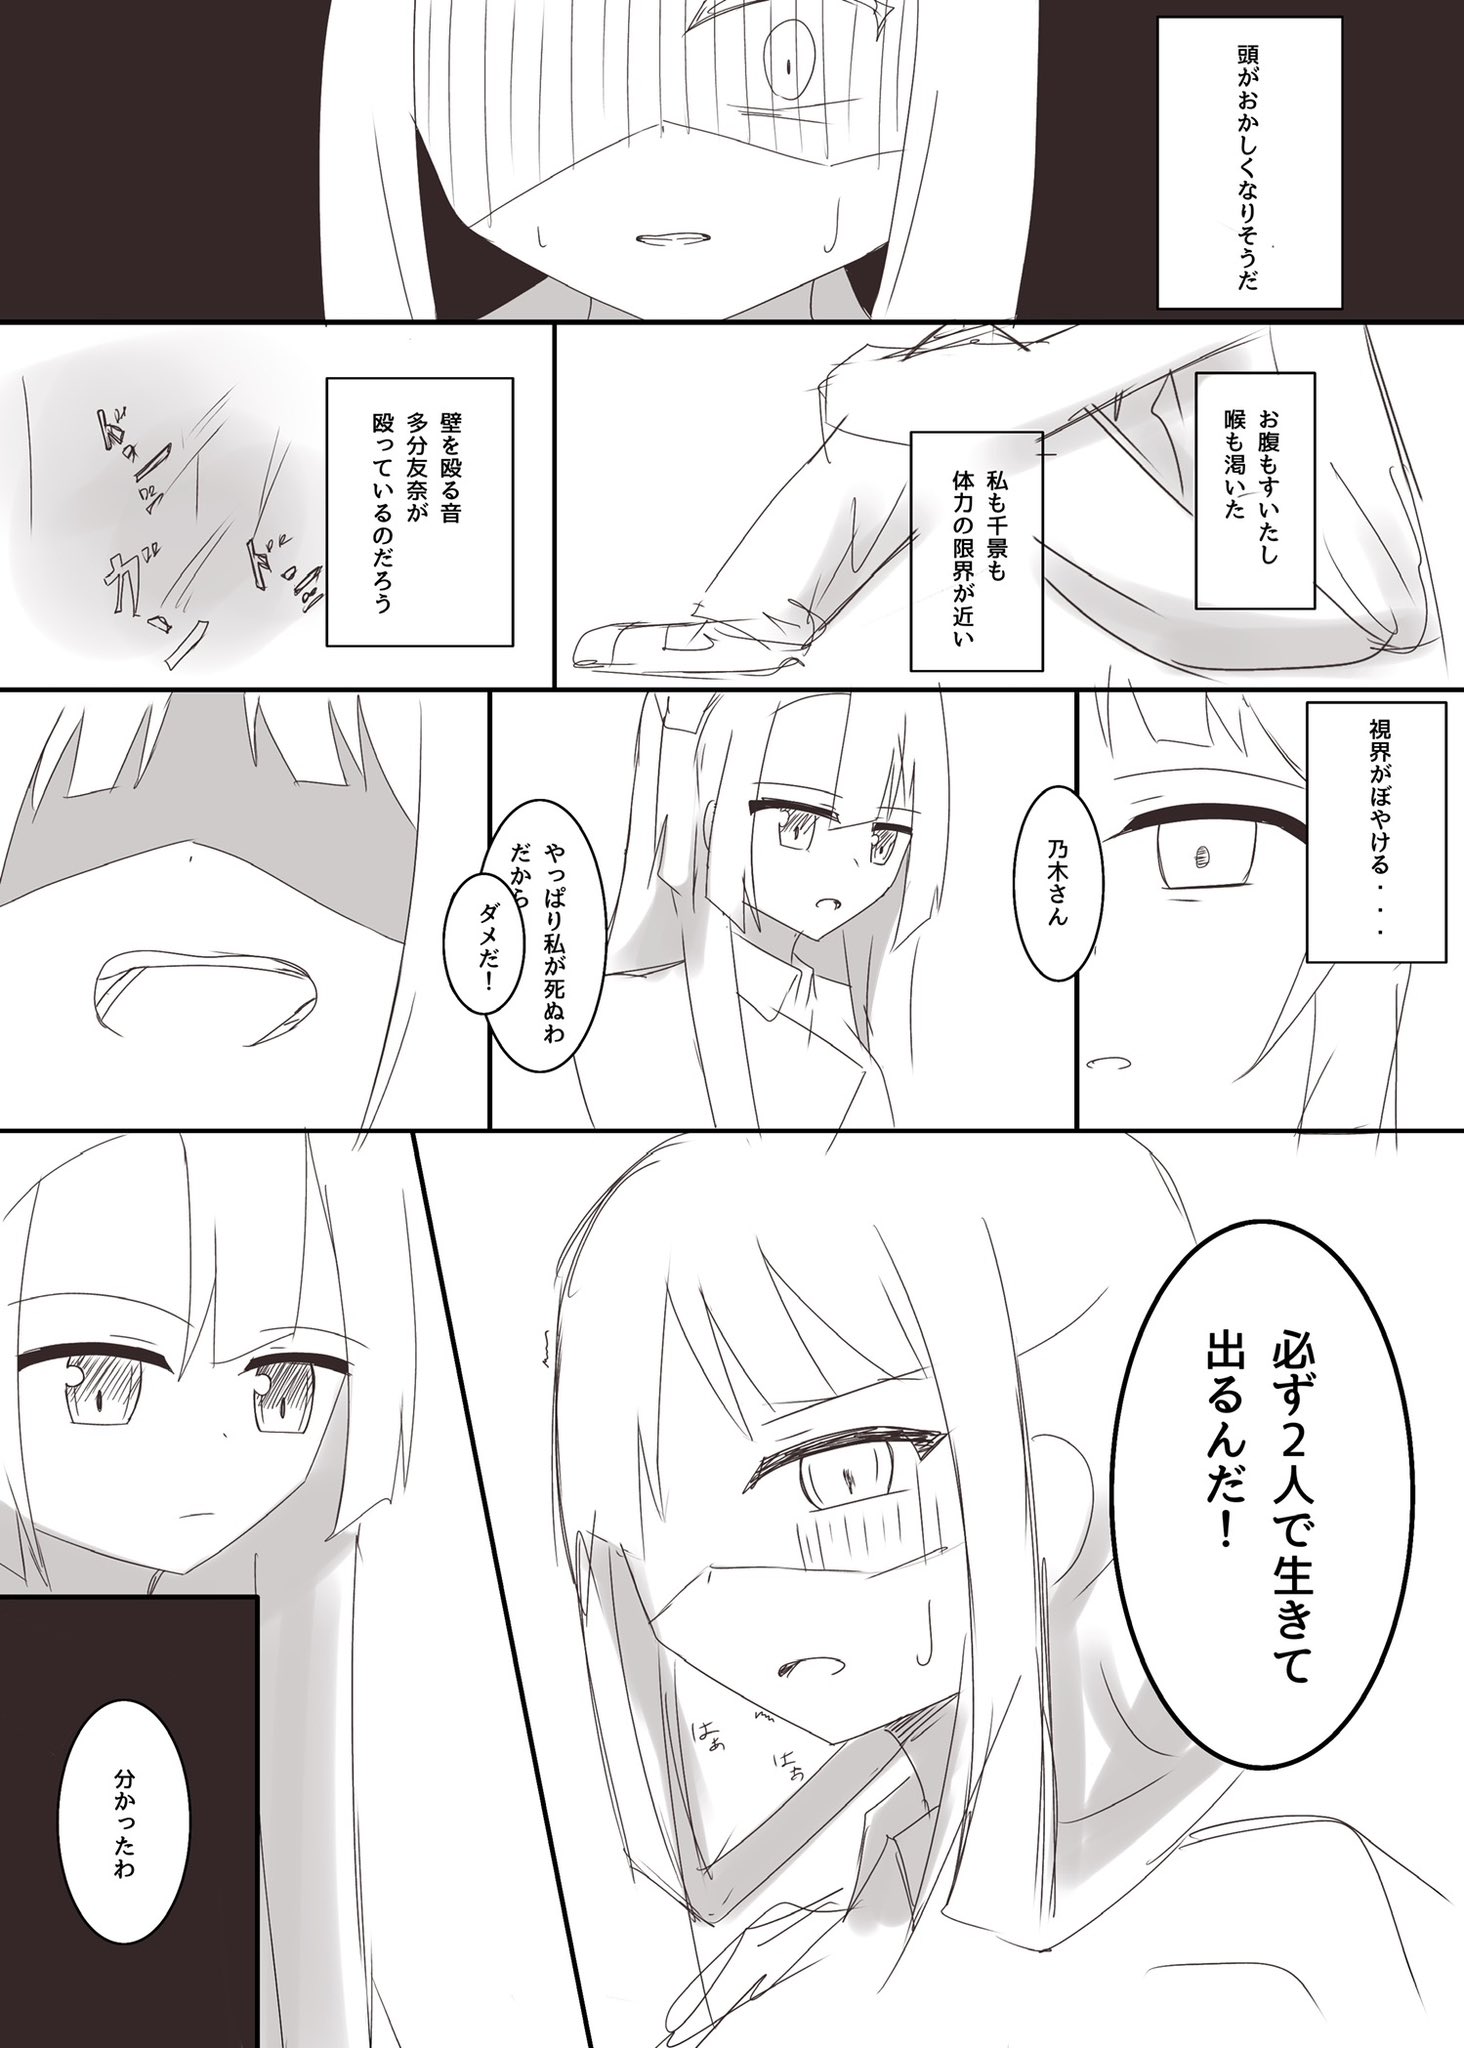 頭がおかしくなりそうだ
お腹もすいたし
喉も渇いた
私も千景も
体力の限界が近い
壁を殴る音
多分友奈が
殴っているのだろう
ガンッ
視界がぼやける・・・
乃木さん
やっぱり私が死ぬわ
だから
ダメだ!
必ず2人で生きて
出るんだ!
はぁ
はぁ
分かったわ